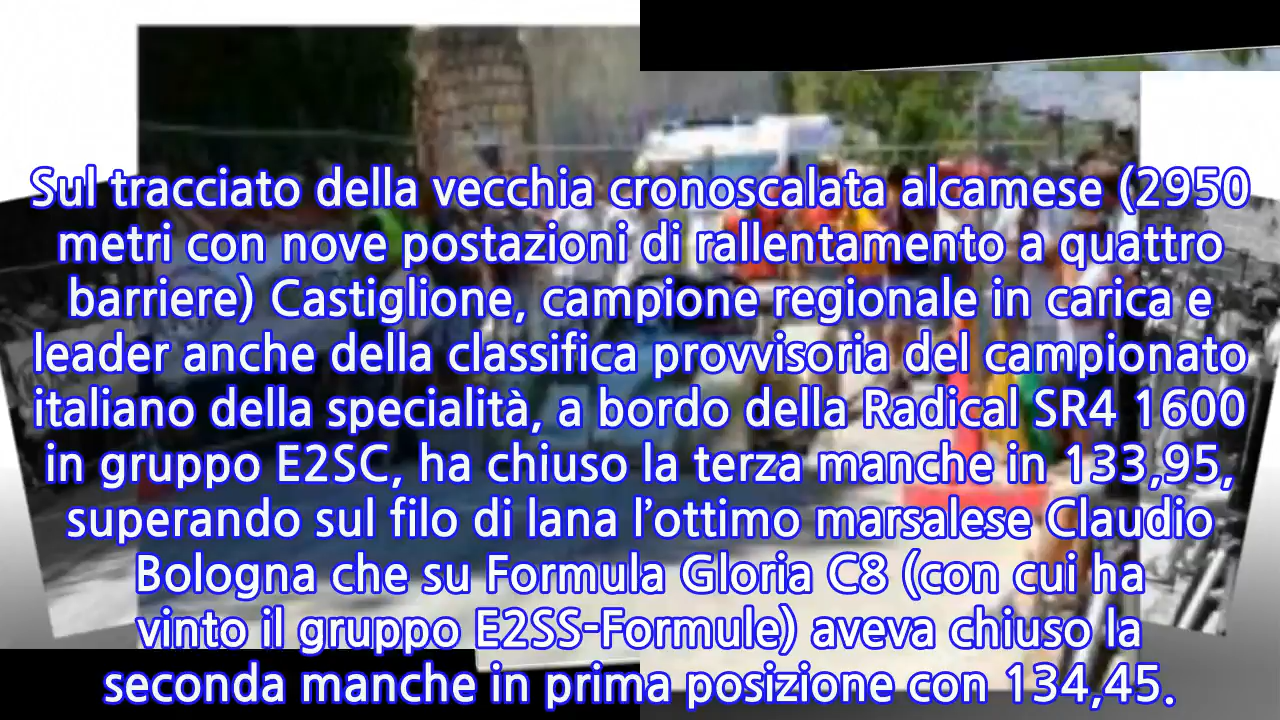 Sul tracciato della vecchia cronoscalata alcamese (2950
metri con nove postazioni di rallentamento a quattro
barriere) Castiglione, campione regionale in carica e
leader anche della classifica provvisoria del campionato
italiano della specialità, a bordo della Radical SR4 1600
in gruppo E2SC, ha chiuso la terza manche in 133,95,
superando sul filo di lana l’ottimo marsalese Claudio
Bologna che su Formula Gloria C8 (con cui ha
vinto il gruppo E2SS-Formule) aveva chiuso la
seconda manche in prima posizione con 134,45.